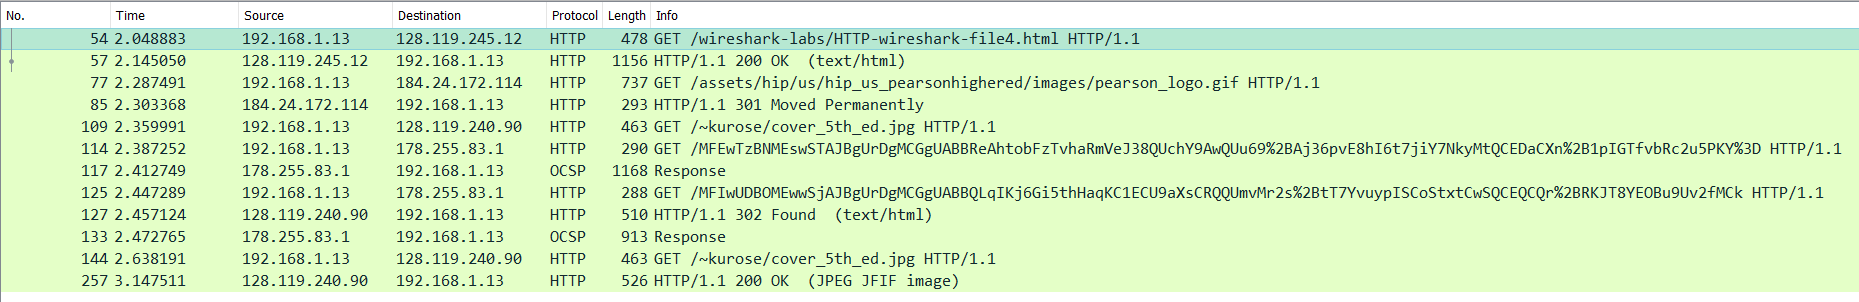 No. Time Source Destination Protocol Length Info
54 2.048883 192.168.1.13 128.119.245.12 HTTP 478 GET /wireshark-labs/HTTP-wireshark-file4.html HTTP/1.1
57 2.145050 128.119.245.12 192.168.1.13 HTTP 1156 HTTP/1.1 200 OK (text/html)
77 2.287491 192.168.1.13 184.24.172.114 HTTP 737 GET /assets/hip/us/hip_us_pearsonhighered/images/pearson_logo.gif HTTP/1.1
85 2.303368 184.24.172.114 192.168.1.13 HTTP 293 HTTP/1.1 301 Moved Permanently
109 2.359991 192.168.1.13 128.119.240.90 HTTP 463 GET /~kurose/cover_5th_ed.jpg HTTP/1.1
114 2.387252 192.168.1.13 178.255.83.1 HTTP 290 GET /MFEwTzBNMEswSTAJBgUrDgMCGgUABBReAhtobFzTvhaRmVeJ38QUchY9AwQUu69%2BAj36pvE8hI6t7jiY7NkyMtQCEDaCXn%2B1pIGTfvbRc2u5PKY%3D HTTP/1.1
117 2.412749 178.255.83.1 192.168.1.13 OCSP 1168 Response
125 2.447289 192.168.1.13 178.255.83.1 HTTP 288 GET /MFIwUDBOMEwwSjAJBgUrDgMCGgUABBQLqIKj6Gi5thHaqKC1ECU9aXsCRQQUmvMr2s%2BtT7YvuypISCoStxtCwSQCEQCQr%2BRKJT8YEOBu9Uv2fMCk HTTP/1.1
127 2.457124 128.119.240.90 192.168.1.13 HTTP 510 HTTP/1.1 302 Found (text/html)
133 2.472765 178.255.83.1 192.168.1.13 OCSP 913 Response
144 2.638191 192.168.1.13 128.119.240.90 HTTP 463 GET /~kurose/cover_5th_ed.jpg HTTP/1.1
257 3.147511 128.119.240.90 192.168.1.13 HTTP 526 HTTP/1.1 200 OK (JPEG JFIF image)